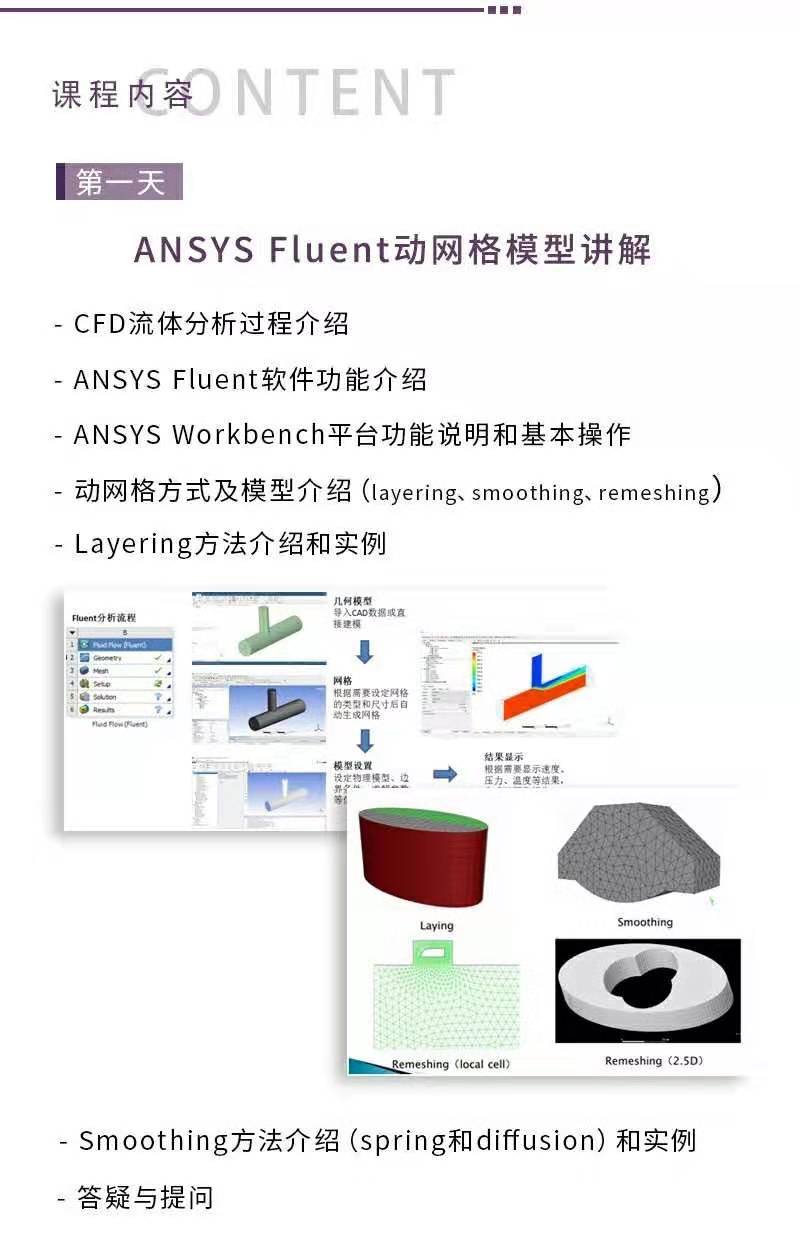 课程内容
CONTENT
第一天
ANSYS Fluent动网格模型讲解
- CFD流体分析过程介绍
- ANSYS Fluent软件功能介绍
- ANSYS Workbench平台功能说明和基本操作
- 动网格方式及模型介绍（layering、smoothing、remeshing）
- Layering方法介绍和实例
Fluent分析流程
B
1 Fluid Flow (Fluent)
2 Geometry
3 Mesh
4 Setup
5 Solution
6 Results
Fluid Flow (Fluent)
几何模型
导入CAD数据或直
接建模
网格
根据需要设定网格
的类型和尺寸后自
动生成网格
模型设置
设定物理模型、边
结果显示
根据需要显示速度、
压力、温度等结果，
Laying
Smoothing
Remeshing（local cell）
Remeshing（2.5D）
- Smoothing方法介绍（spring和diffusion）和实例
- 答疑与提问